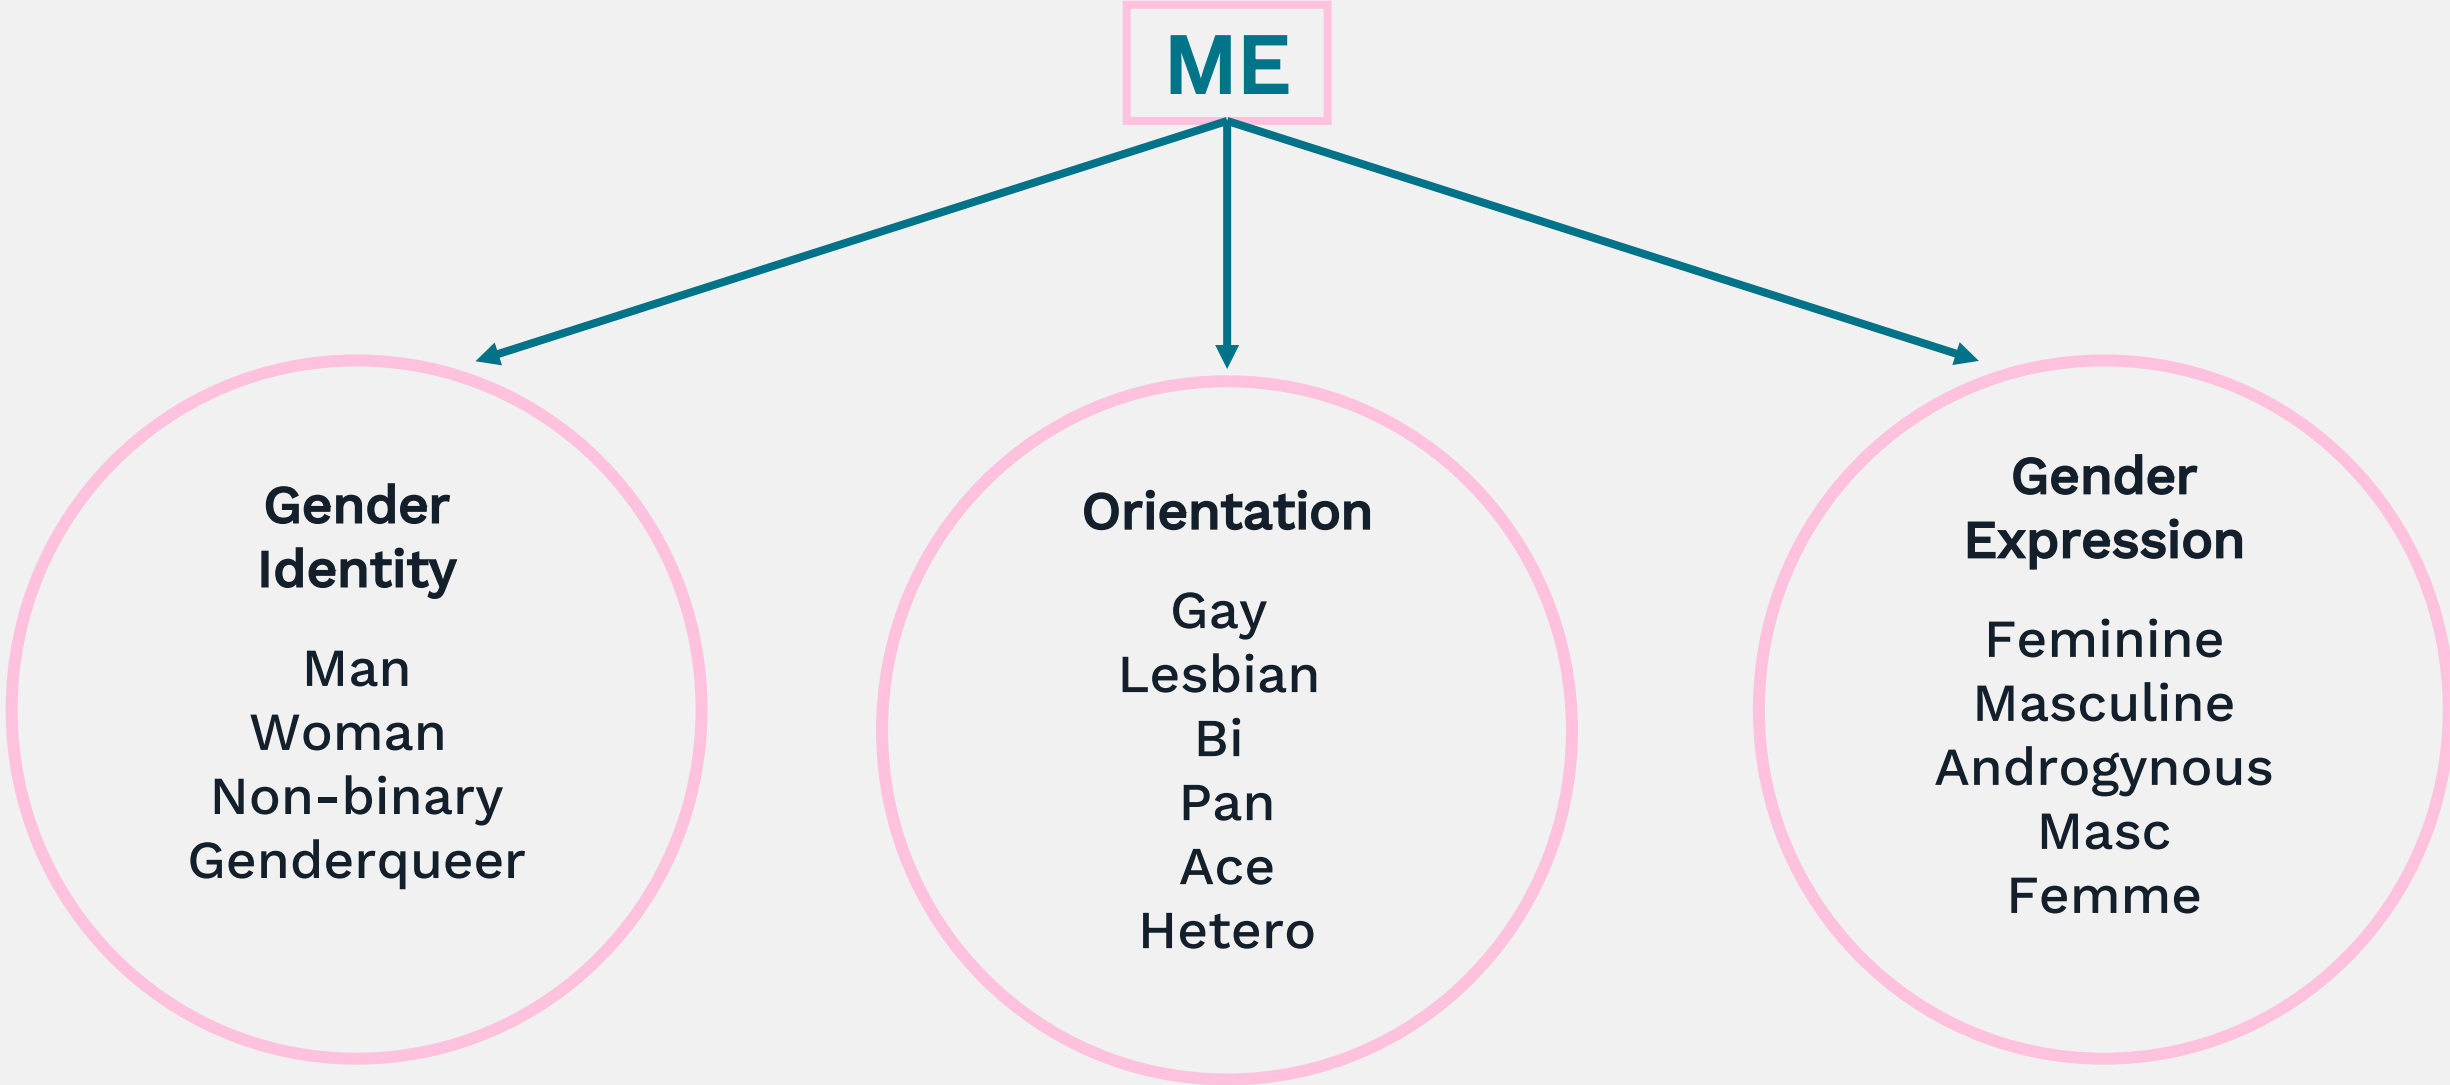 ME
Gender
Identity
Man
Woman
Non-binary
Genderqueer
Orientation
Gay
Lesbian
Bi
Pan
Ace
Hetero
Gender
Expression
Feminine
Masculine
Androgynous
Masc
Femme